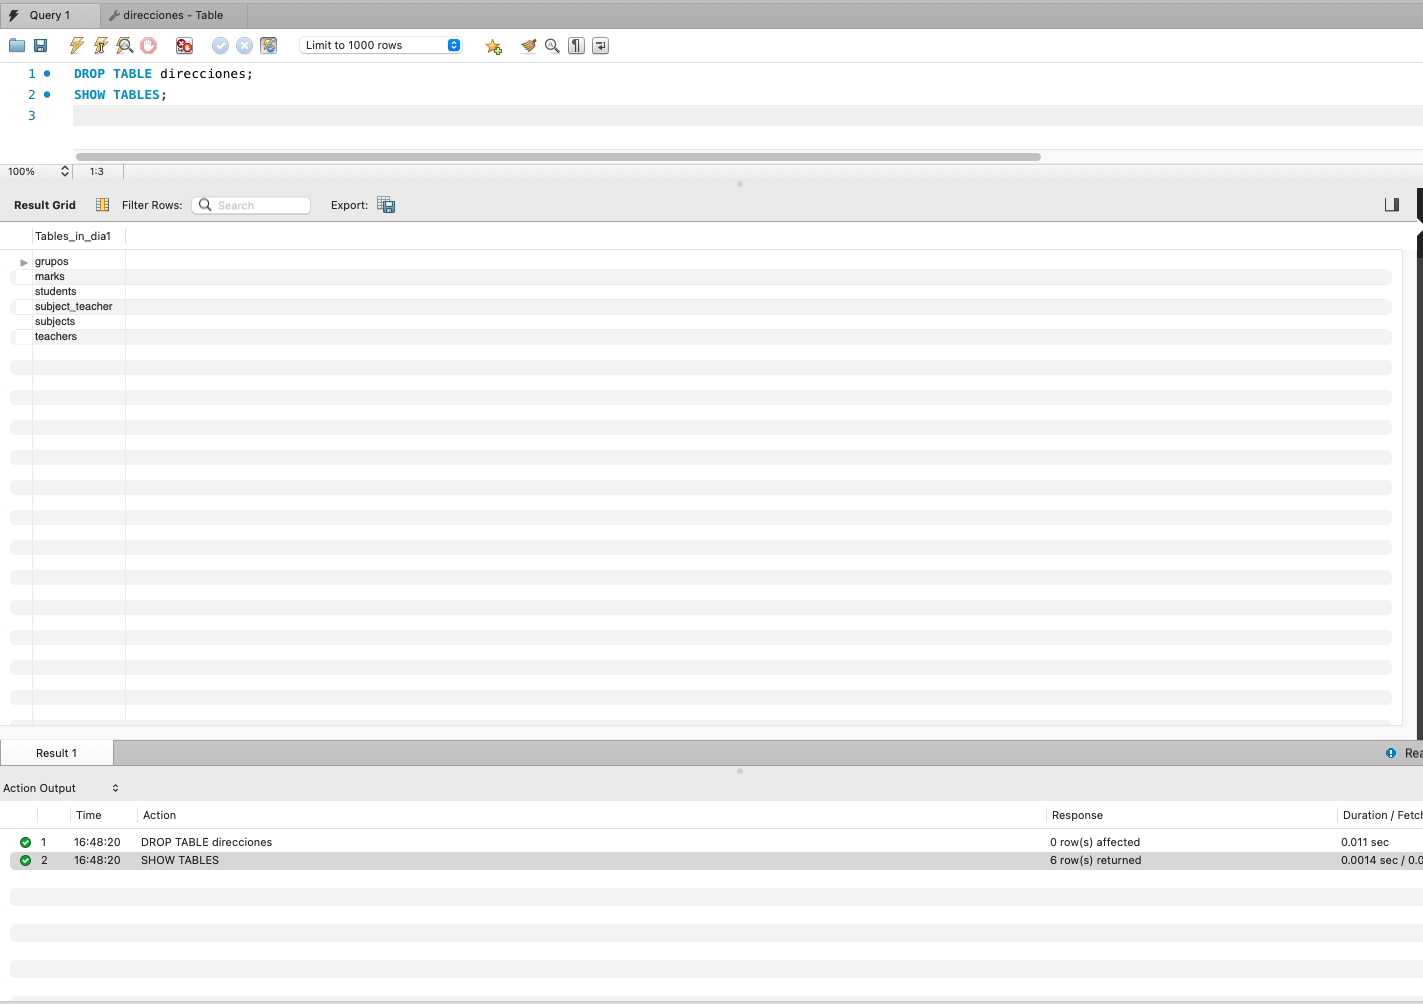 Query 1
direcciones - Table
Limit to 1000 rows
1 DROP TABLE direcciones;
2 SHOW TABLES;
3
100% 1:3
Result Grid Filter Rows: Search Export:
Tables_in_dia1
grupos
marks
students
subject_teacher
subjects
teachers
Result 1 Rea
Action Output
Time Action Response Duration / Fetch
1 16:48:20 DROP TABLE direcciones 0 row(s) affected 0.011 sec
2 16:48:20 SHOW TABLES 6 row(s) returned 0.0014 sec / 0.0